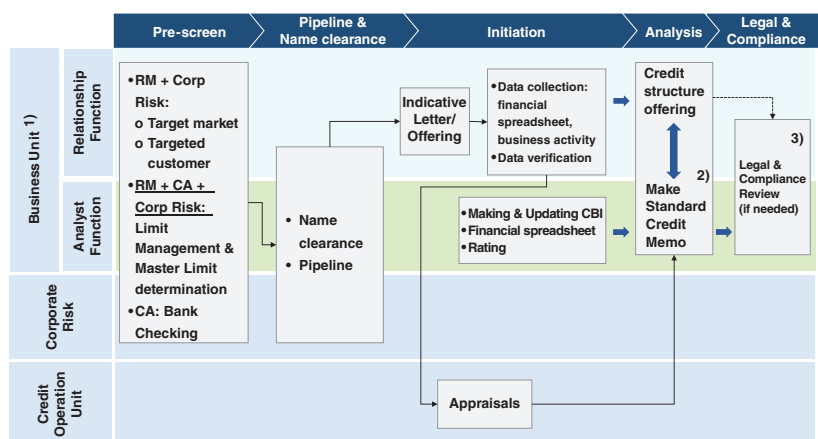 Pre-screen
Pipeline &
Name clearance
Initiation
Analysis
Legal &
Compliance
Business Unit 1)
Relationship
Function
Analyst
Function
Corporate
Risk
Credit
Operation
Unit
•RM + Corp
Risk:
o Target market
o Targeted
customer
•RM + CA +
Corp Risk:
Limit
Management &
Master Limit
determination
•CA: Bank
Checking
• Name
clearance
• Pipeline
Indicative
Letter/
Offering
•Data collection:
financial
spreadsheet,
business activity
•Data verification
•Making & Updating CBI
•Financial spreadsheet
•Rating
Appraisals
Credit
structure
offering
2)
Make
Standard
Credit
Memo
3)
Legal &
Compliance
Review
(if needed)